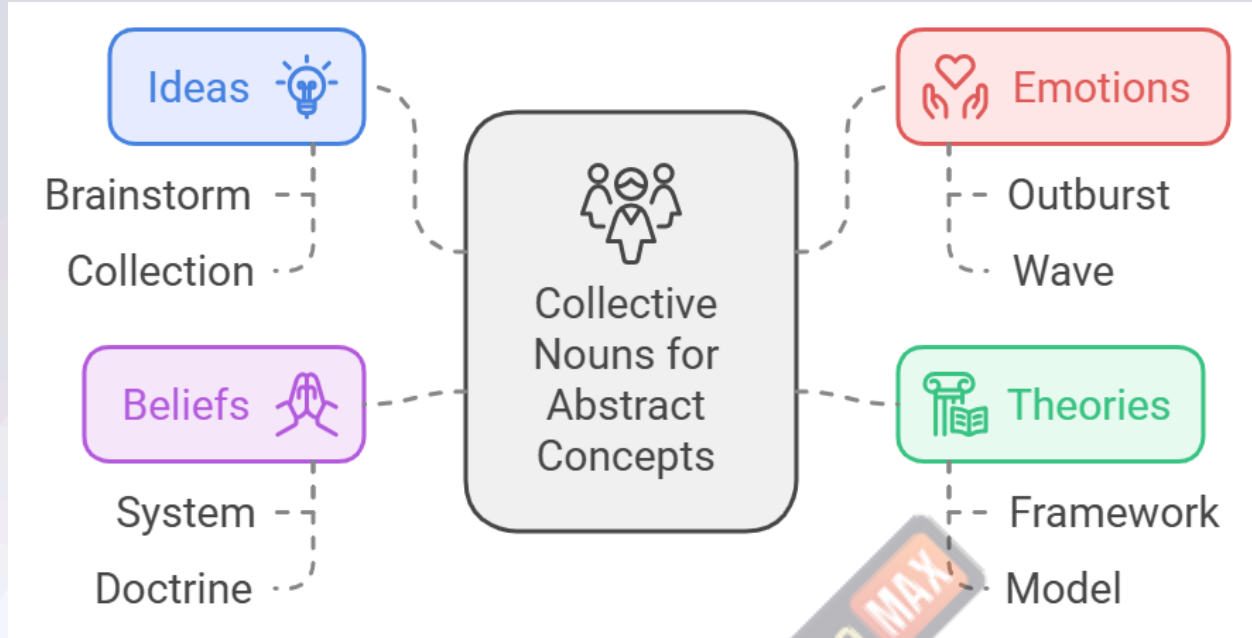 Ideas
Brainstorm
Collection
Beliefs
System
Doctrine
Collective
Nouns for
Abstract
Concepts
Emotions
Outburst
Wave
Theories
Framework
Model
MAX